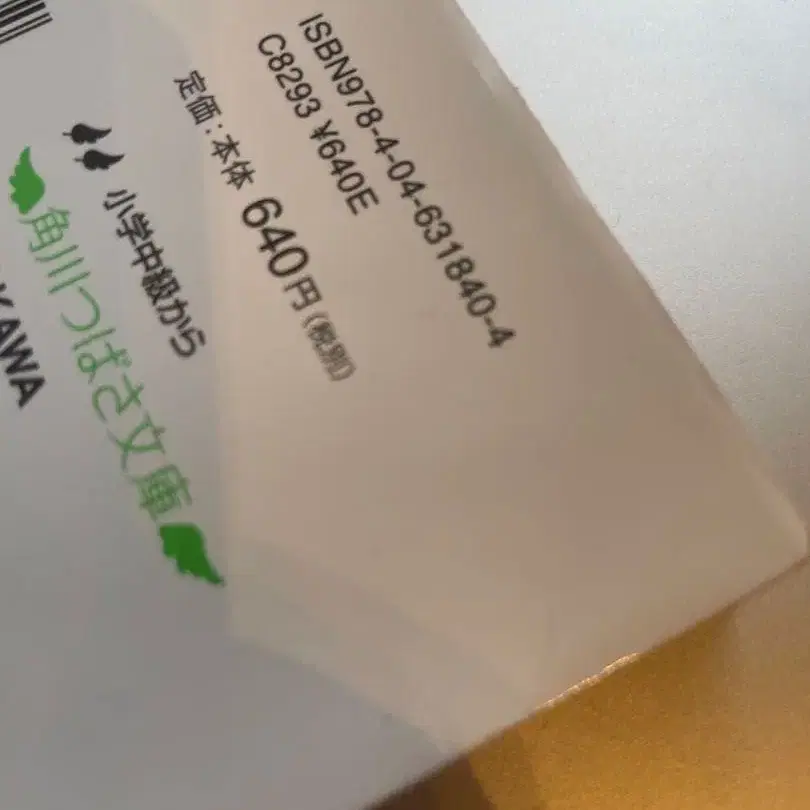 ISBN978-4-04-631840-4
C8293 ¥640E
定価：本体 640円（税別）
小学中級から
角川つばさ文庫
KAWA